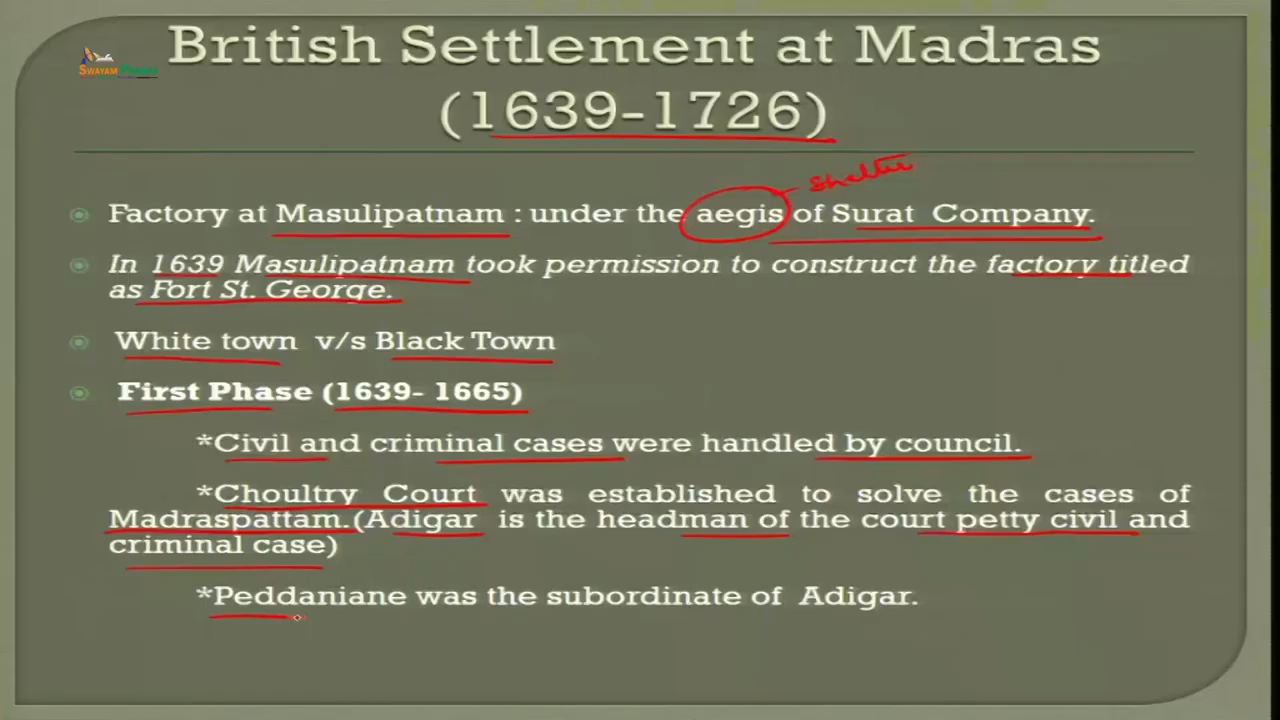 British Settlement at Madras
(1639-1726)
SWAYAM Prabha
Shelter
Factory at Masulipatnam : under the aegis of Surat Company.
In 1639 Masulipatnam took permission to construct the factory titled
as Fort St. George.
White town v/s Black Town
First Phase (1639- 1665)
*Civil and criminal cases were handled by council.
*Choultry Court was established to solve the cases of
Madraspattam.(Adigar is the headman of the court petty civil and
criminal case)
*Peddaniane was the subordinate of Adigar.